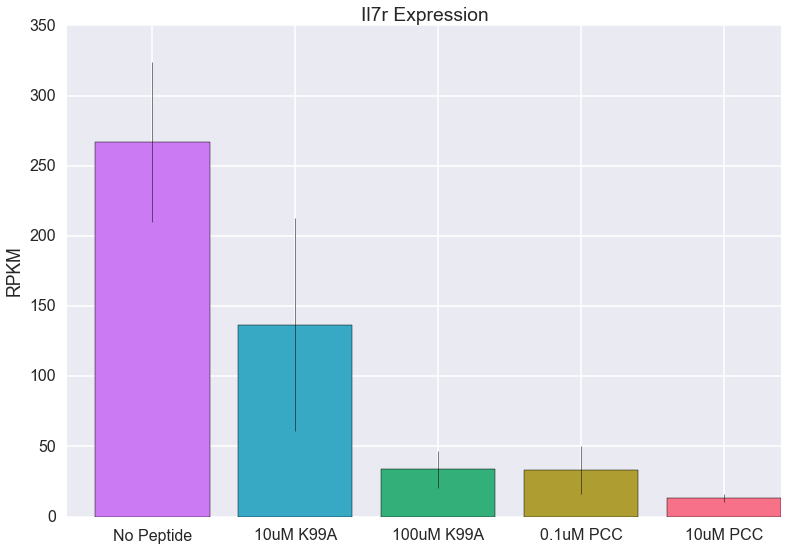 Il7r Expression
RPKM
350
300
250
200
150
100
50
0
No Peptide
10uM K99A
100uM K99A
0.1uM PCC
10uM PCC